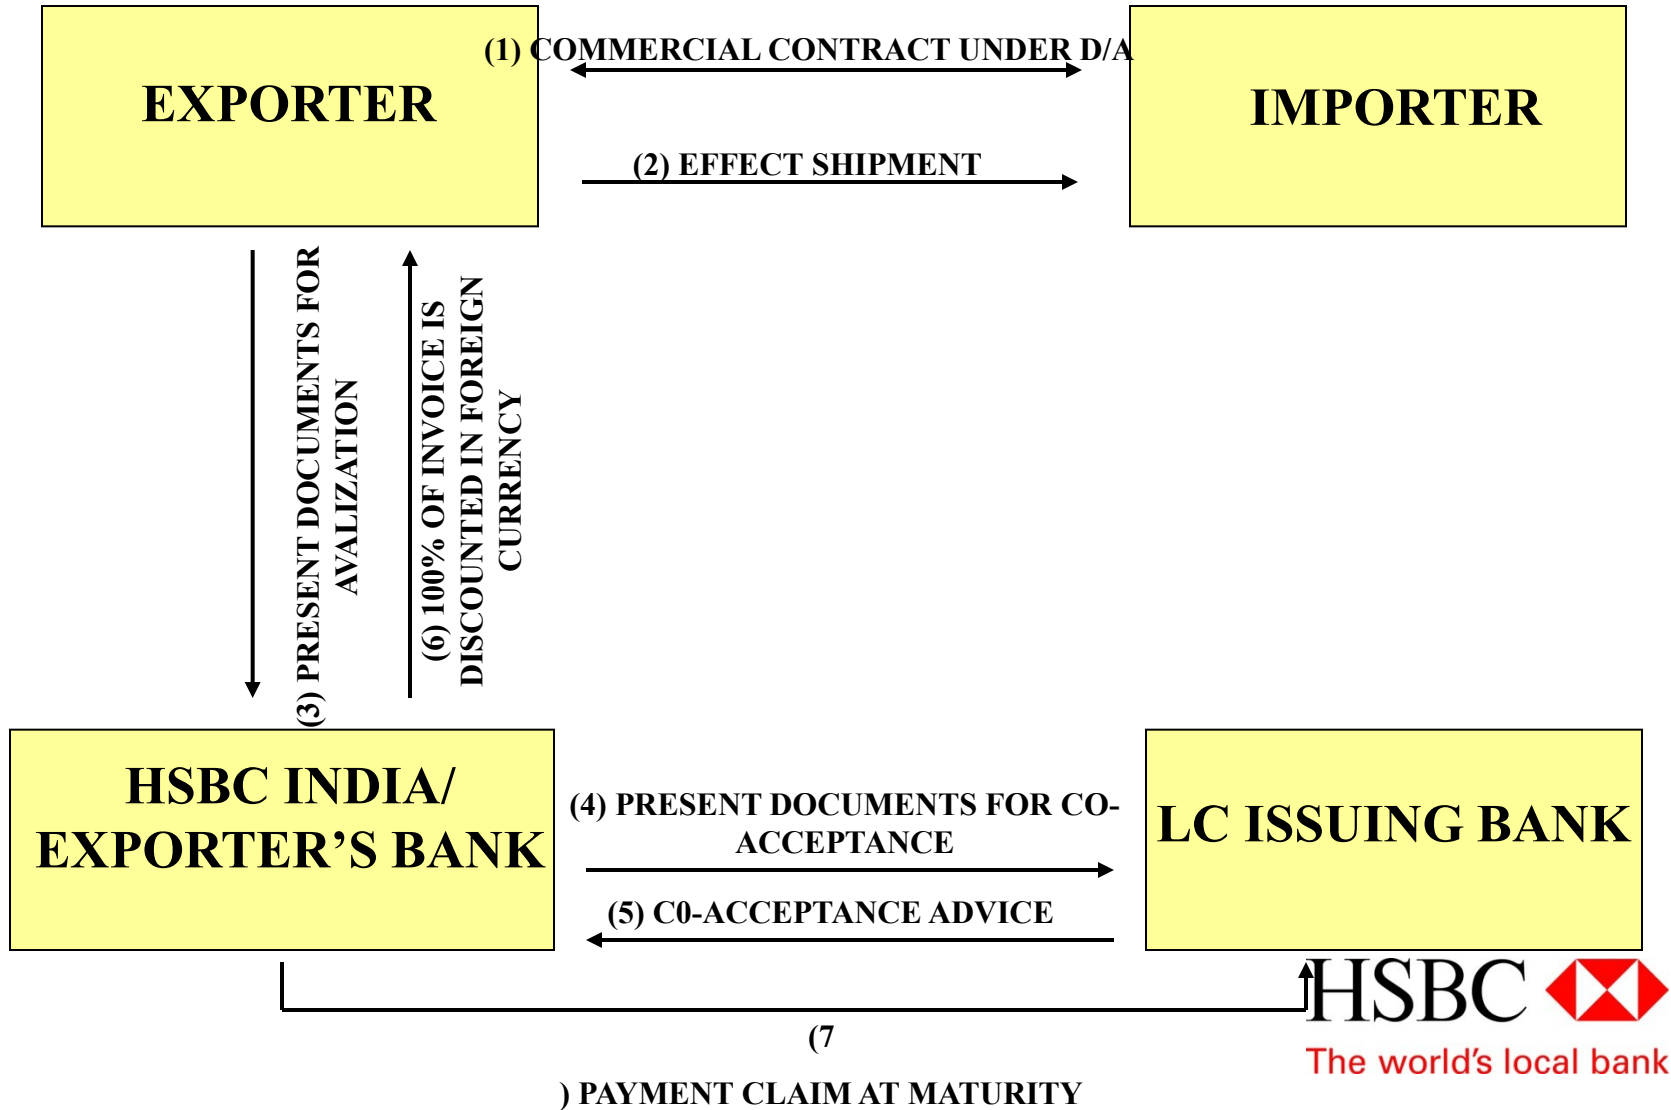 (1) COMMERCIAL CONTRACT UNDER D/A
EXPORTER
IMPORTER
(2) EFFECT SHIPMENT
(3) PRESENT DOCUMENTS FOR
AVALIZATION
(6) 100% OF INVOICE IS
DISCOUNTED IN FOREIGN
CURRENCY
HSBC INDIA/
EXPORTER’S BANK
(4) PRESENT DOCUMENTS FOR CO-
ACCEPTANCE
LC ISSUING BANK
(5) C0-ACCEPTANCE ADVICE
HSBC
The world's local bank
(7
) PAYMENT CLAIM AT MATURITY